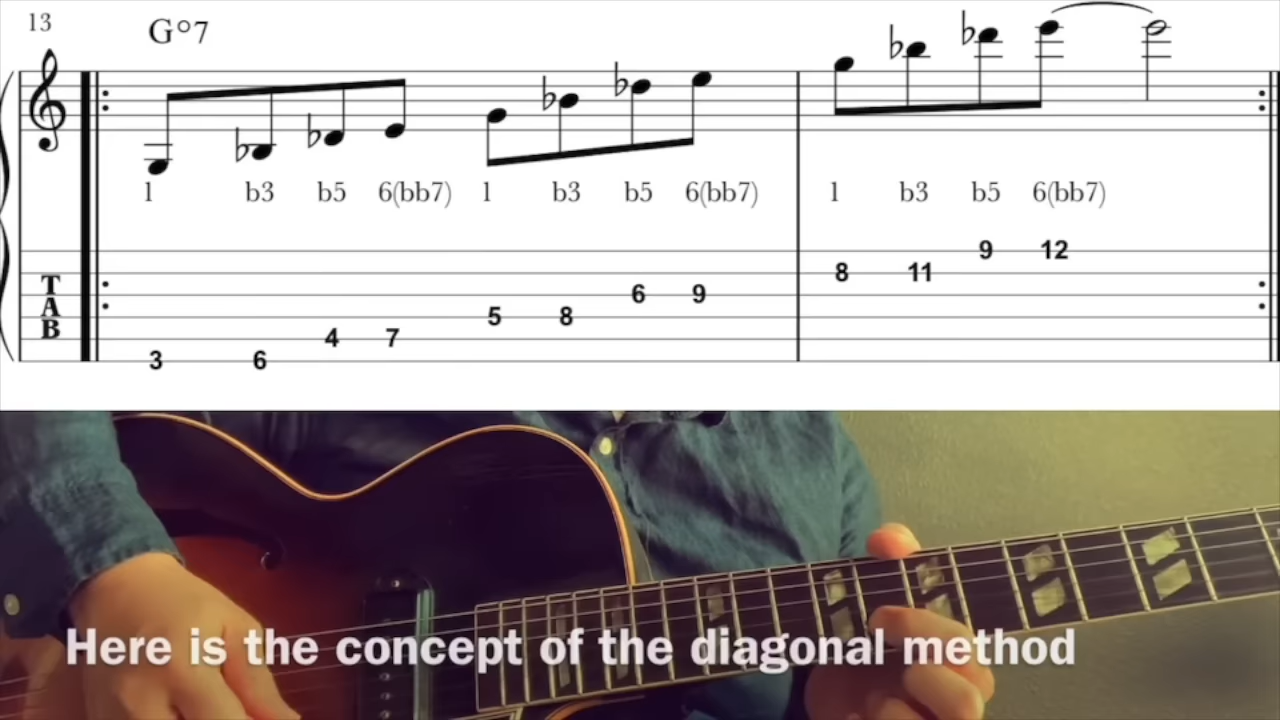 13
G°7
1 b3 b5 6(bb7) 1 b3 b5 6(bb7) 1 b3 b5 6(bb7)
TAB
3 6 4 7 5 8 6 9 8 11 9 12
Here is the concept of the diagonal method